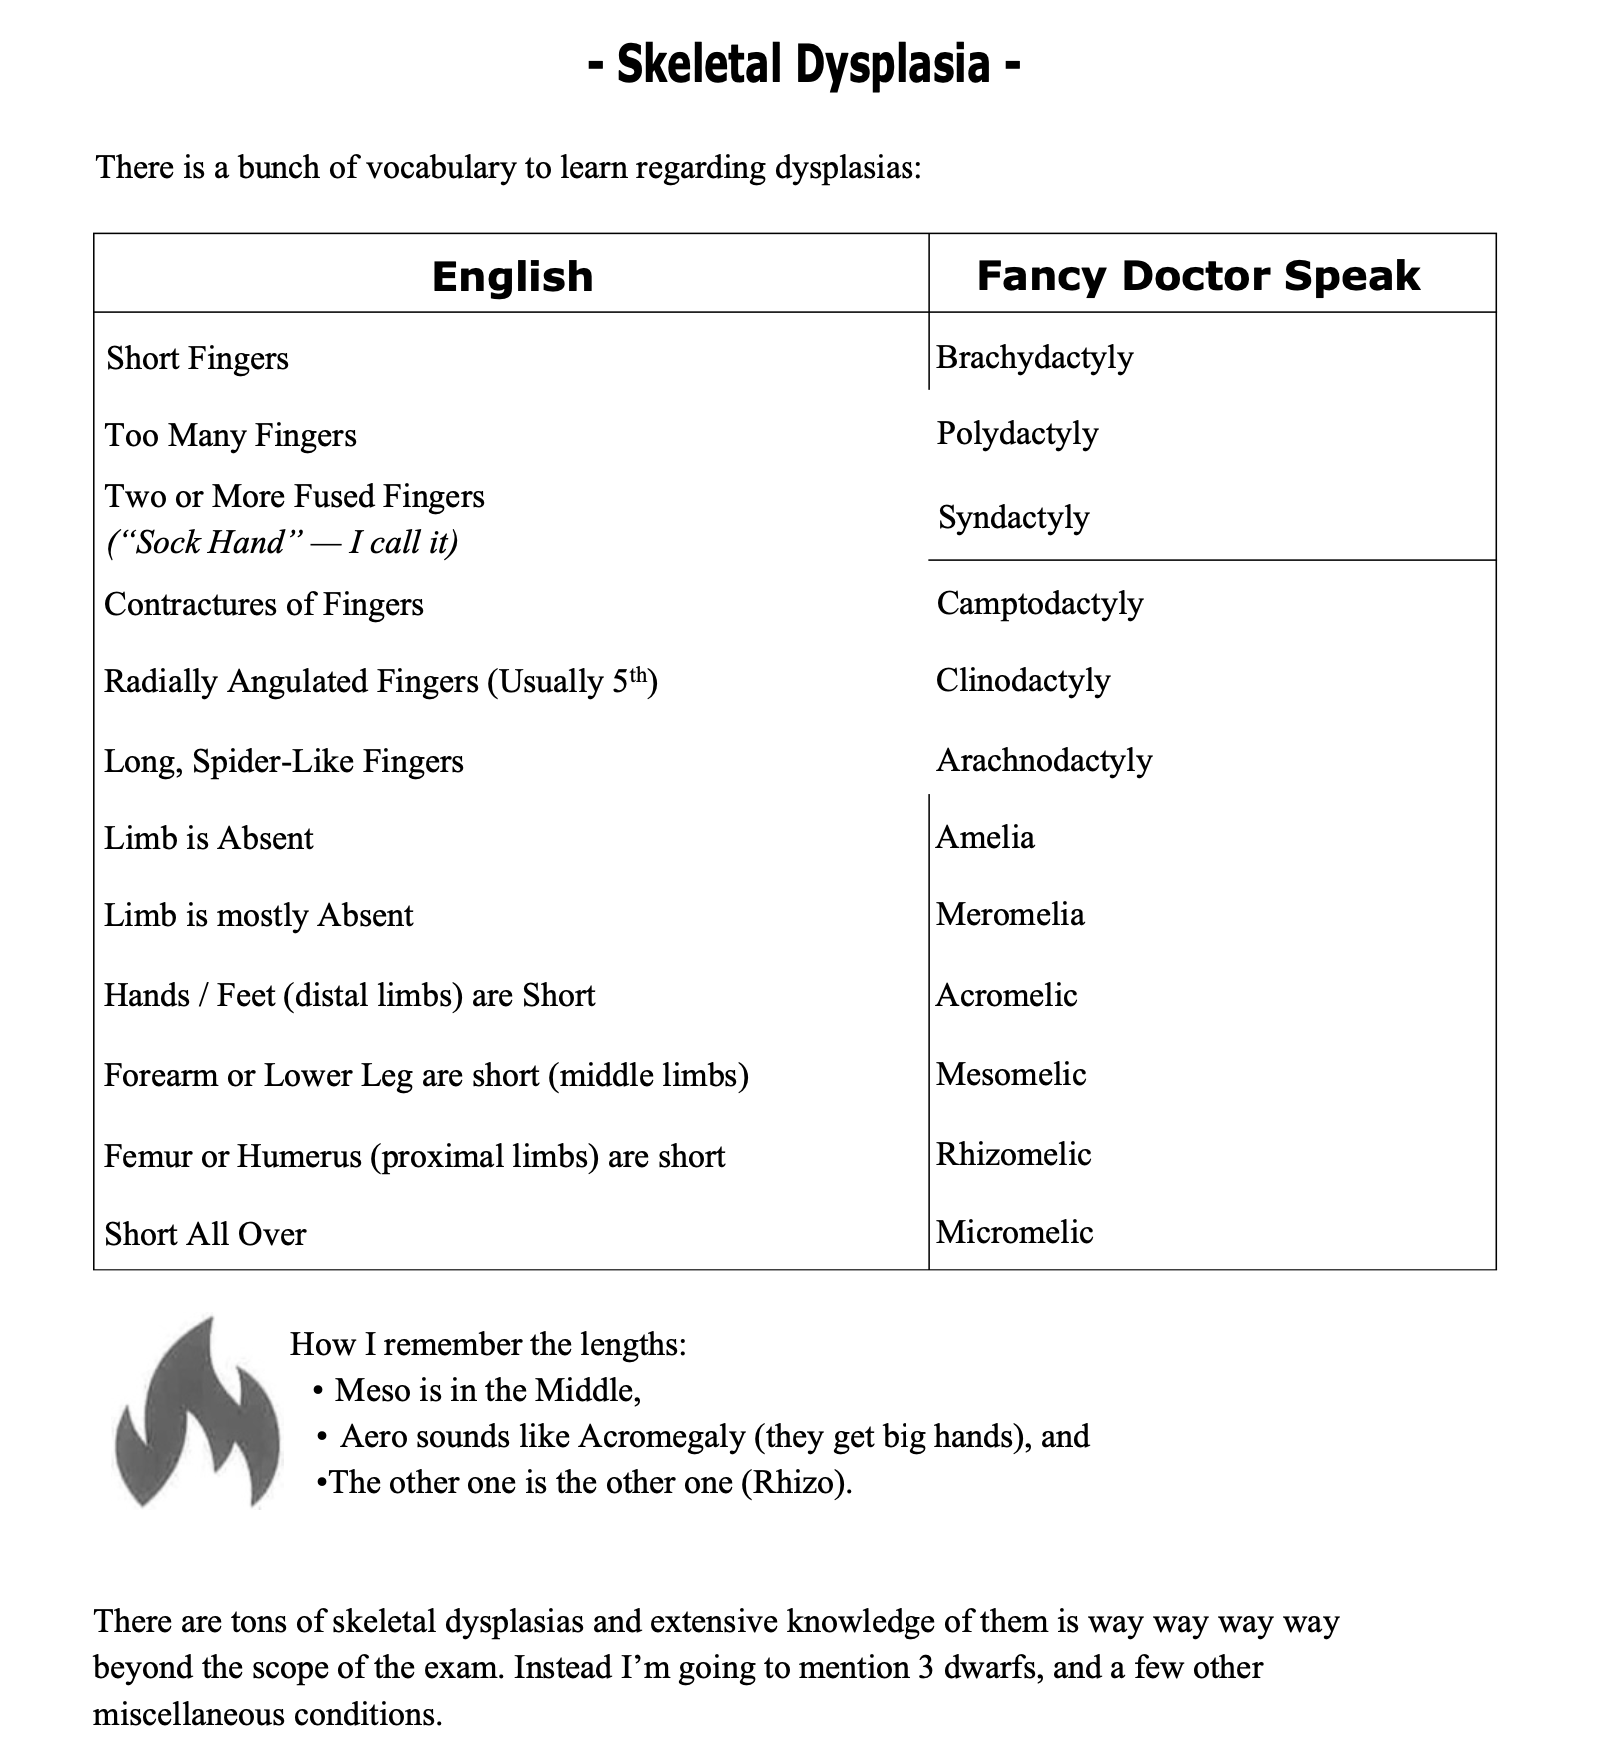 - Skeletal Dysplasia -
There is a bunch of vocabulary to learn regarding dysplasias:
English Fancy Doctor Speak
Short Fingers Brachydactyly
Too Many Fingers Polydactyly
Two or More Fused Fingers
(“Sock Hand” — I call it) Syndactyly
Contractures of Fingers Camptodactyly
Radially Angulated Fingers (Usually 5th) Clinodactyly
Long, Spider-Like Fingers Arachnodactyly
Limb is Absent Amelia
Limb is mostly Absent Meromelia
Hands / Feet (distal limbs) are Short Acromelic
Forearm or Lower Leg are short (middle limbs) Mesomelic
Femur or Humerus (proximal limbs) are short Rhizomelic
Short All Over Micromelic
How I remember the lengths:
• Meso is in the Middle,
• Aero sounds like Acromegaly (they get big hands), and
•The other one is the other one (Rhizo).
There are tons of skeletal dysplasias and extensive knowledge of them is way way way way
beyond the scope of the exam. Instead I’m going to mention 3 dwarfs, and a few other
miscellaneous conditions.